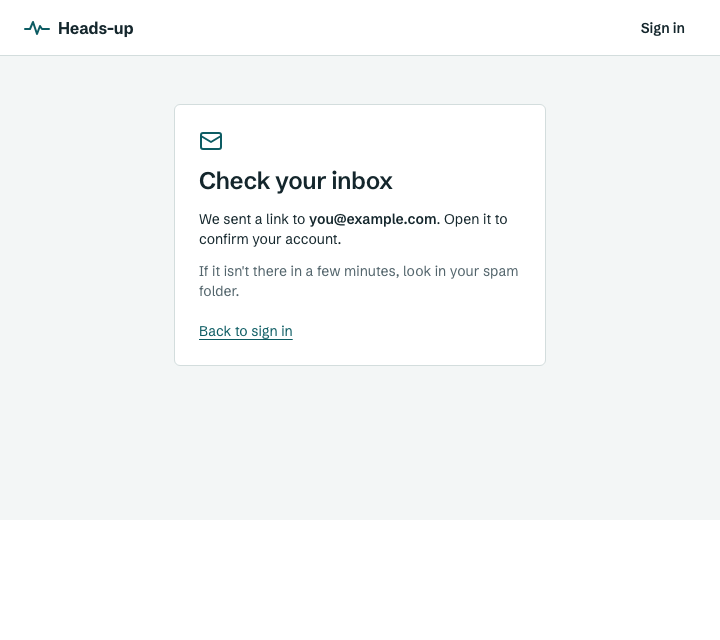 Heads-up
Sign in
Check your inbox
We sent a link to you@example.com. Open it to
confirm your account.
If it isn't there in a few minutes, look in your spam
folder.
Back to sign in